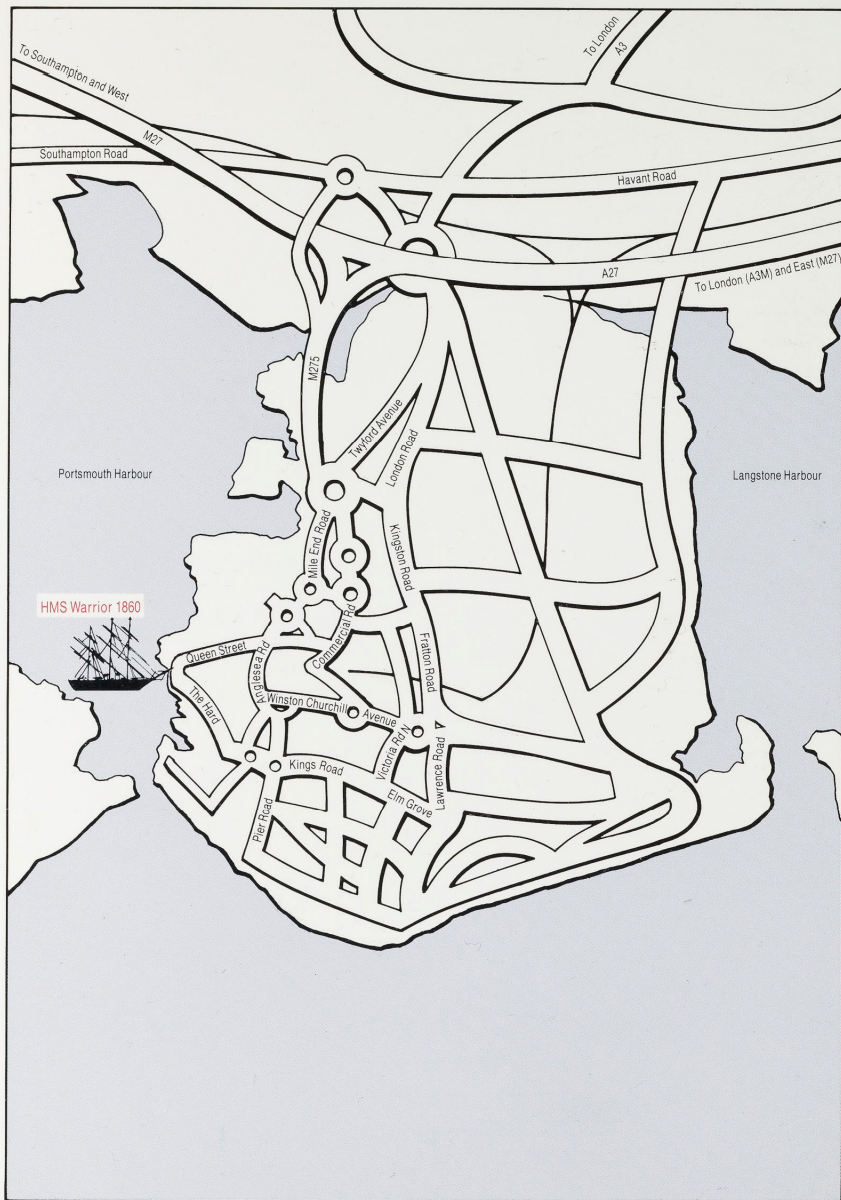 To London
A3
To Southampton and West
M27
Southampton Road
Havant Road
A27
To London (A3M) and East (M27)
M275
Twyford Avenue
London Road
Portsmouth Harbour
Langstone Harbour
Mile End Road
Kingston Road
HMS Warrior 1860
Commercial Rd
Queen Street
Anglesea Rd
Fratton Road
The Hard
Winston Churchill Avenue
Victoria Rd N
Lawrence Road
Kings Road
Elm Grove
Pier Road